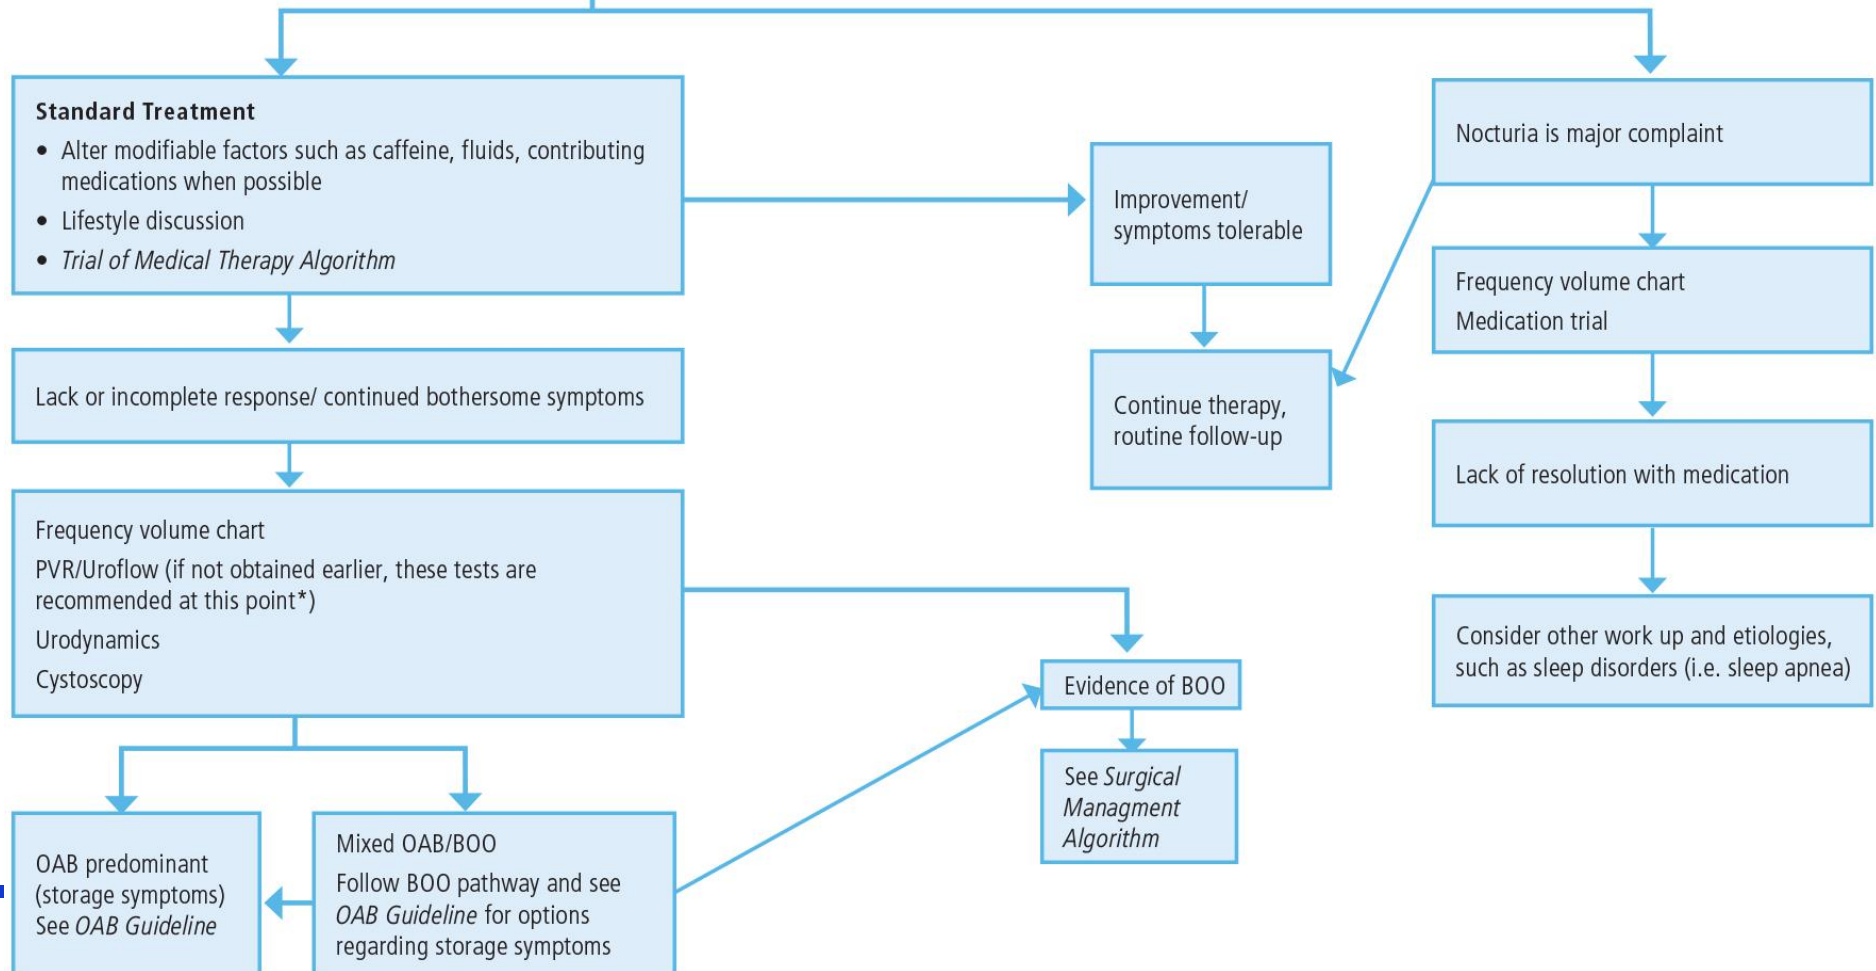 Standard Treatment
• Alter modifiable factors such as caffeine, fluids, contributing
medications when possible
• Lifestyle discussion
• Trial of Medical Therapy Algorithm
Lack or incomplete response/ continued bothersome symptoms
Frequency volume chart
PVR/Uroflow (if not obtained earlier, these tests are
recommended at this point*)
Urodynamics
Cystoscopy
OAB predominant
(storage symptoms)
See OAB Guideline
Mixed OAB/BOO
Follow BOO pathway and see
OAB Guideline for options
regarding storage symptoms
Improvement/
symptoms tolerable
Continue therapy,
routine follow-up
Evidence of BOO
See Surgical
Managment
Algorithm
Nocturia is major complaint
Frequency volume chart
Medication trial
Lack of resolution with medication
Consider other work up and etiologies,
such as sleep disorders (i.e. sleep apnea)